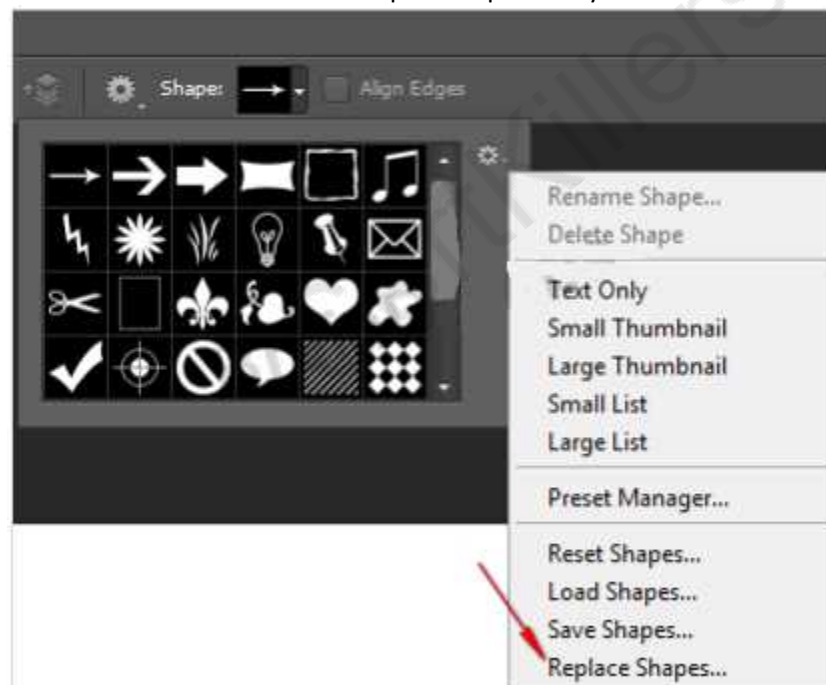 Shape:
Align Edges
Rename Shape...
Delete Shape
Text Only
Small Thumbnail
Large Thumbnail
Small List
Large List
Preset Manager...
Reset Shapes...
Load Shapes...
Save Shapes...
Replace Shapes...